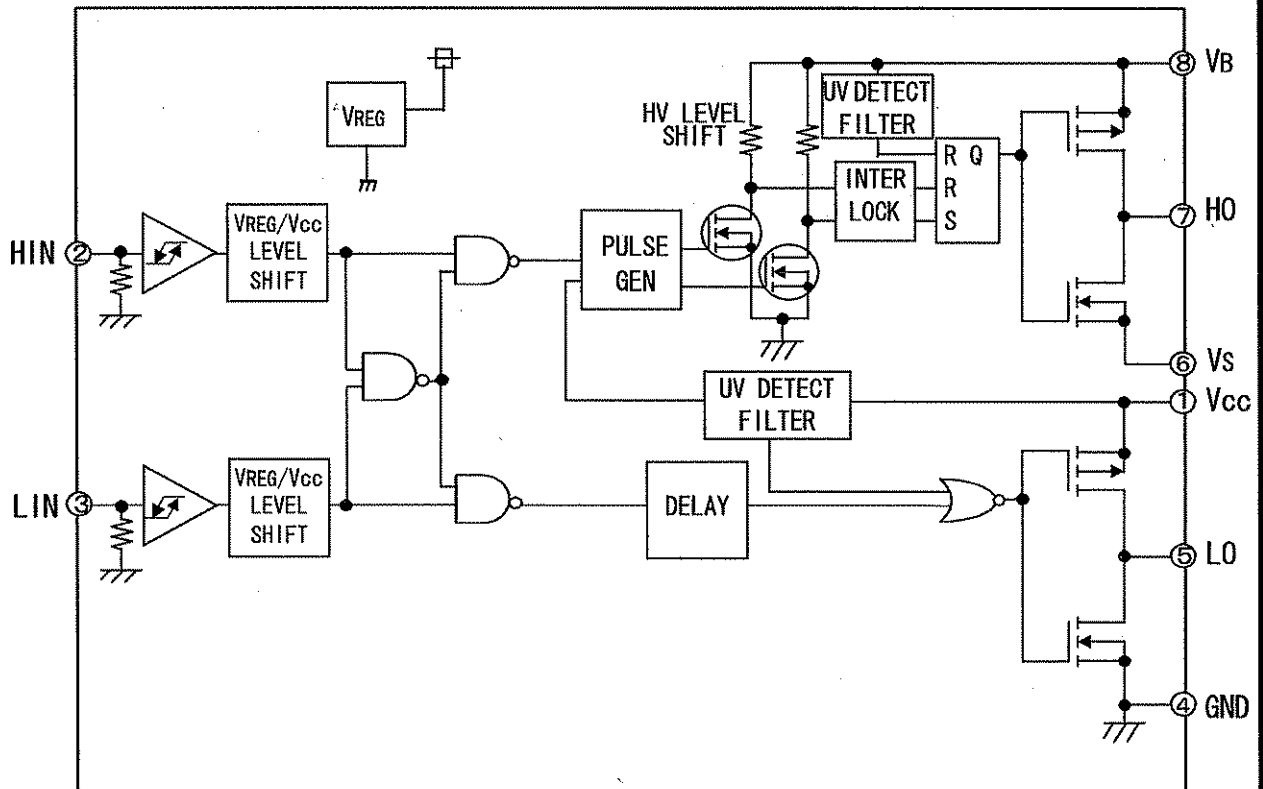 ⑧ VB
VREG
HV LEVEL
SHIFT
UV DETECT
FILTER
R Q
R
S
INTER
LOCK
⑦ HO
HIN ②
VREG/Vcc
LEVEL
SHIFT
PULSE
GEN
⑥ VS
① Vcc
UV DETECT
FILTER
LIN ③
VREG/Vcc
LEVEL
SHIFT
DELAY
⑤ LO
④ GND